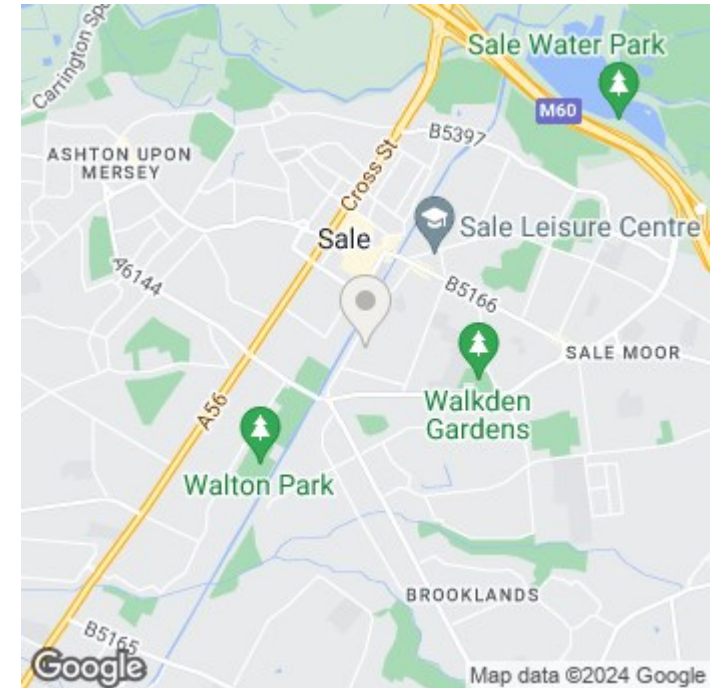 Carrington Spu
Sale Water Park
M60
B5397
ASHTON UPON
MERSEY
Cross St
Sale Leisure Centre
Sale
A6144
B5166
SALE MOOR
A56
Walkden
Gardens
Walton Park
BROOKLANDS
B5165
Google
Map data ©2024 Google